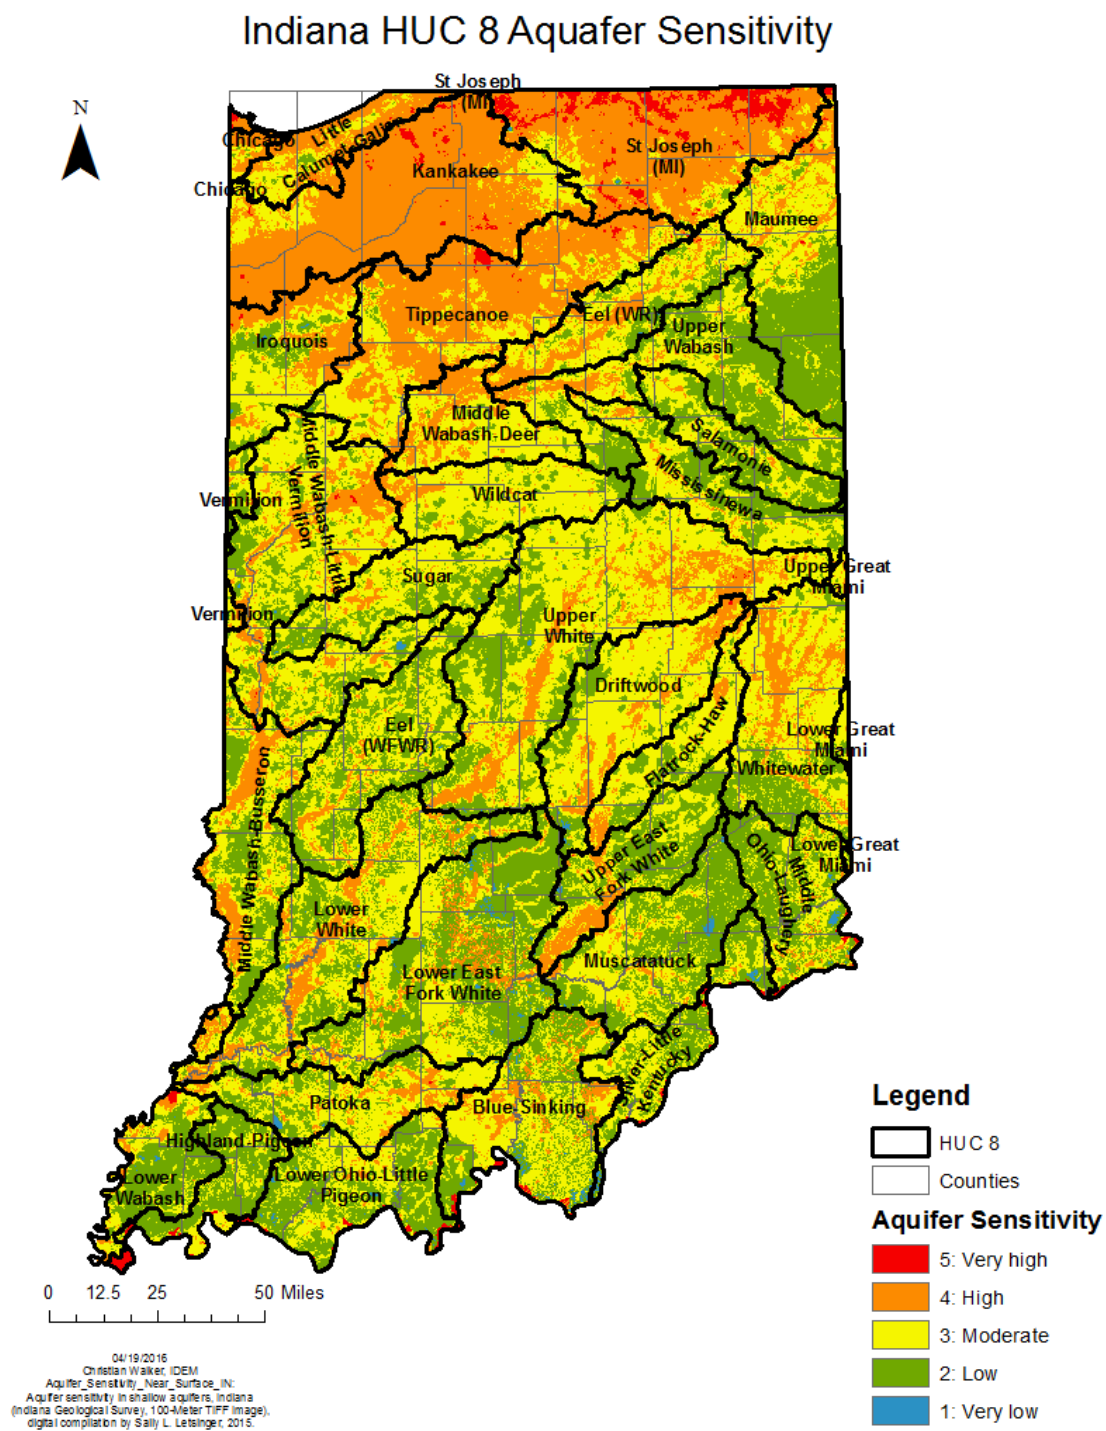 Indiana HUC 8 Aquafer Sensitivity
N
St Joseph
(MI)
Chicago
Little
Calumet-Galien
St Joseph
(MI)
Kankakee
Chicago
Maumee
Tippecanoe
Eel (WR)
Upper
Wabash
Iroquois
Middle
Wabash-Deer
Salamonie
Mississinewa
Middle Wabash-Little
Vermilion
Vermilion
Wildcat
Upper Great
Miami
Sugar
Vermilion
Upper
White
Driftwood
Eel
(WFWR)
Flatrock-Haw
Lower Great
Miami
Whitewater
Middle Wabash-Busseron
Upper East
Fork White
Lower Great
Miami
Middle
Ohio-Laughery
Lower
White
Muscatatuck
Lower East
Fork White
Silver-Little
Kentucky
Patoka
Blue-Sinking
Highland-Pigeon
Lower
Wabash
Lower Ohio-Little
Pigeon
Legend
HUC 8
Counties
Aquifer Sensitivity
5: Very high
4: High
3: Moderate
2: Low
1: Very low
0 12.5 25 50 Miles
04/19/2016
Christian Walker, IDEM
Aquifer_Sensitivity_Near_Surface_IN:
Aquifer sensitivity in shallow aquifers, Indiana
(Indiana Geological Survey, 100-Meter TIFF Image),
digital compilation by Sally L. Letsinger, 2015.